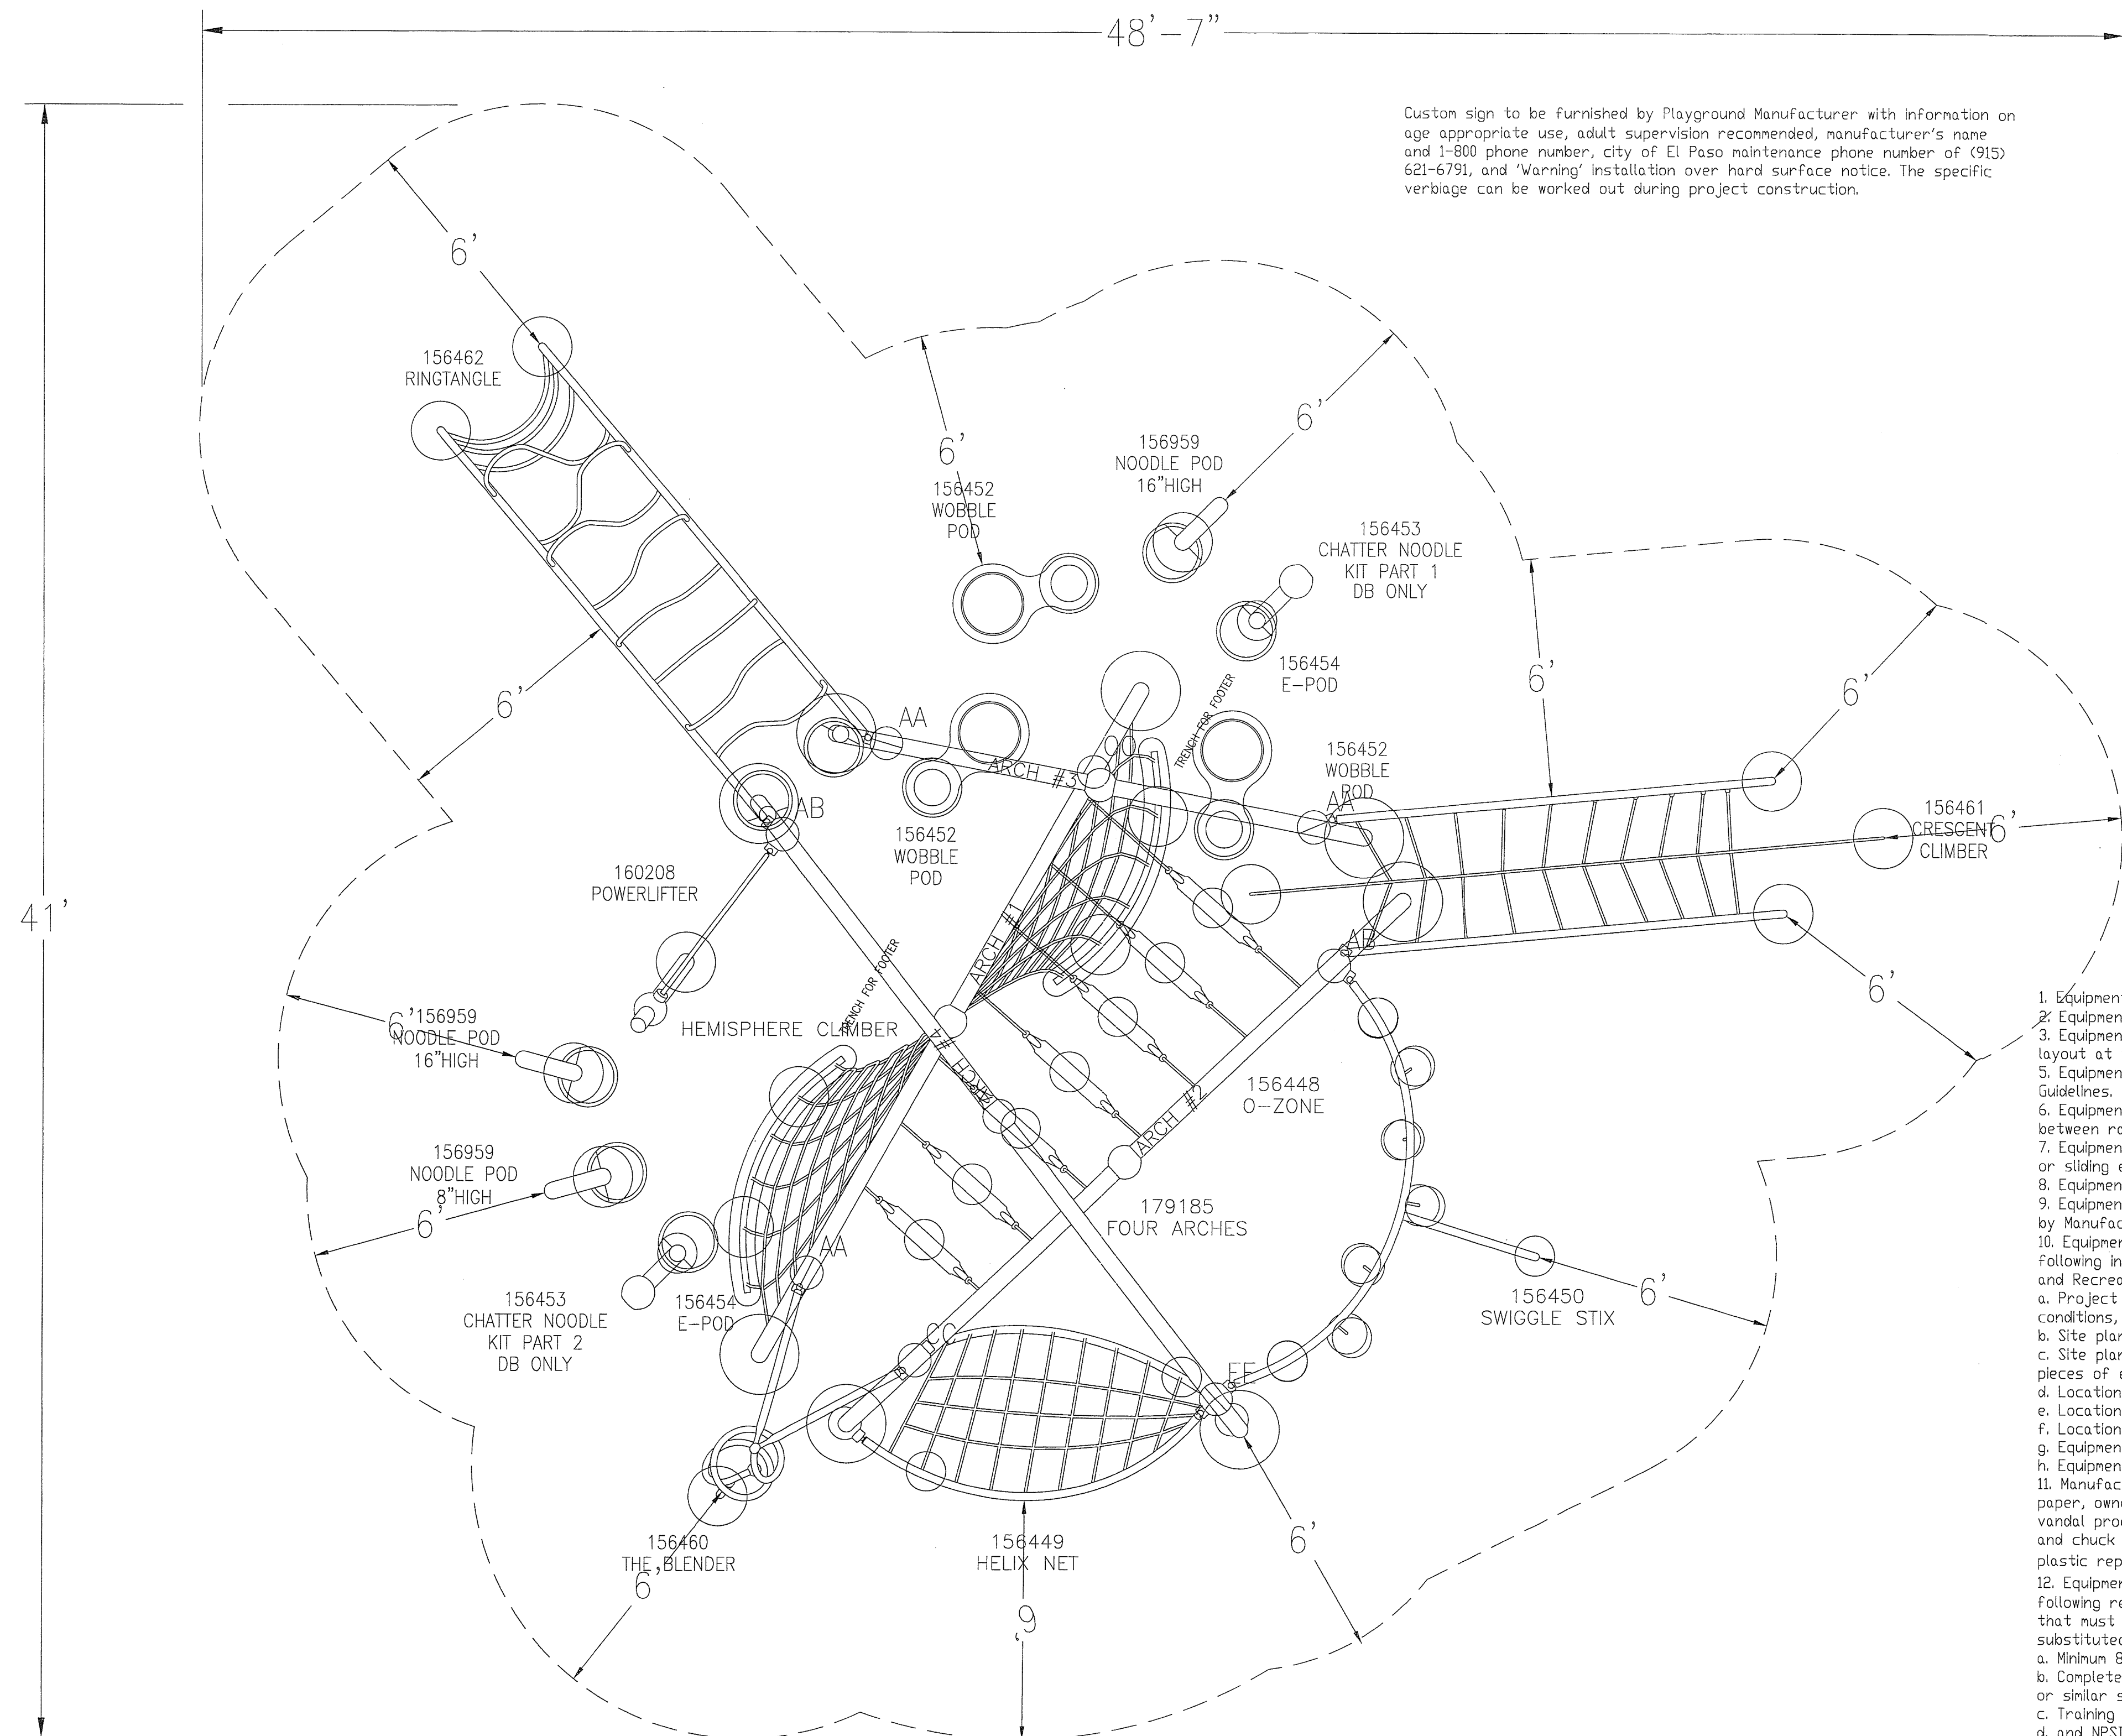 48'-7"
Custom sign to be furnished by Playground Manufacturer with information on
age appropriate use, adult supervision recommended, manufacturer's name
and 1-800 phone number, city of El Paso maintenance phone number of (915)
621-6791, and 'Warning' installation over hard surface notice. The specific
verbiage can be worked out during project construction.
6'
156462
RINGTANGLE
6'
6'
156959
NOODLE POD
16"HIGH
156452
WOBBLE
POD
156453
CHATTER NOODLE
KIT PART 1
DB ONLY
156454
E-POD
6'
6'
6'
TRENCH FOR FOOTER
AA
CC
ARCH #3
156452
WOBBLE
POD
AA
AB
156461
CRESCENT
CLIMBER
6'
156452
WOBBLE
POD
160208
POWERLIFTER
41'
ARCH #1
AB
TRENCH FOR FOOTER
6'
HEMISPHERE CLIMBER
6'
156959
NOODLE POD
16"HIGH
ARCH #4
156448
O-ZONE
ARCH #2
156959
NOODLE POD
8"HIGH
6'
179185
FOUR ARCHES
AA
156453
CHATTER NOODLE
KIT PART 2
DB ONLY
156454
E-POD
6'
156450
SWIGGLE STIX
CC
EE
156460
THE BLENDER
6'
156449
HELIX NET
6'
6'
1. Equipment
2. Equipment
3. Equipment
layout at
5. Equipment
Guidelines.
6. Equipment
between
7. Equipment
or sliding
8. Equipment
9. Equipment
by
10. Equipment
following
and
a. Project
conditions,
b. Site plan
c. Site plan
pieces of
d. Location
e. Location
f. Location
g. Equipment
h. Equipment
11.
paper,
vandal
and chuck
plastic
12. Equipment
following
that must
substituted
a. Minimum 8
b. Complete
or similar
c. Training
d. and